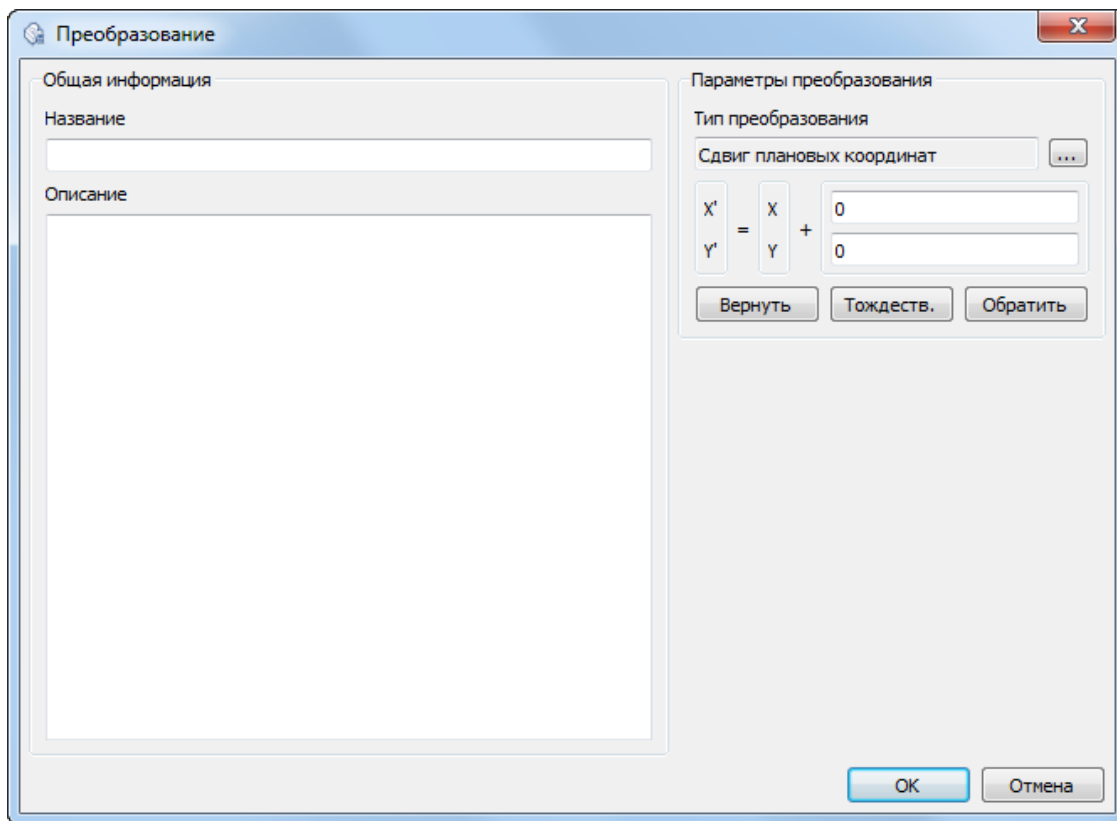 Преобразование
Общая информация
Название
Описание
Параметры преобразования
Тип преобразования
Сдвиг плановых координат ...
X' = X + 0
Y' Y 0
Вернуть Тождеств. Обратить
OK Отмена